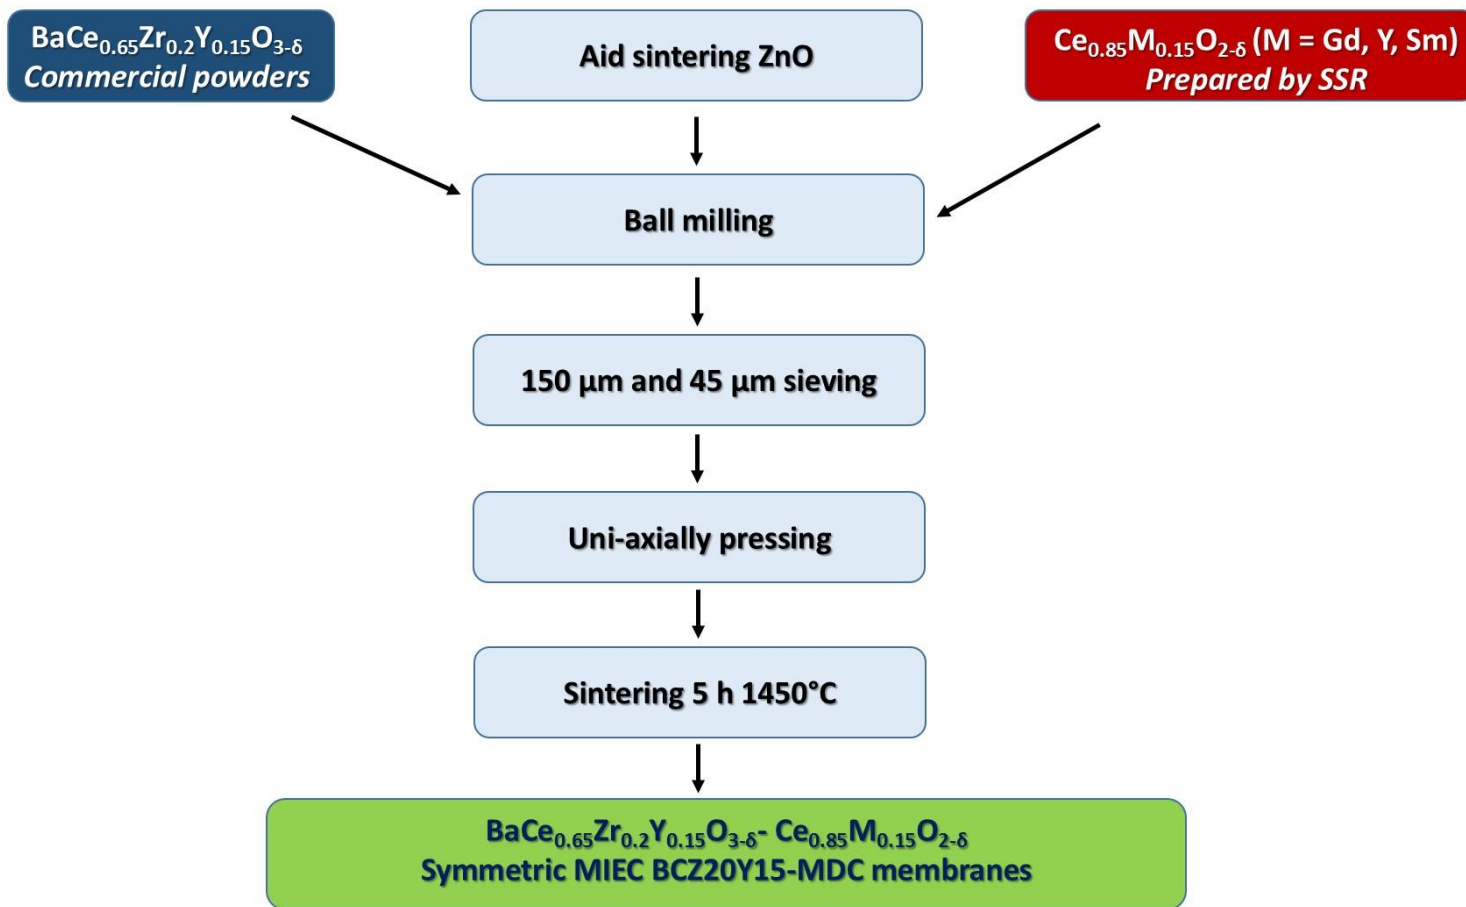 BaCe₀.₆₅Zr₀.₂Y₀.₁₅O₃₋δ
Commercial powders
Aid sintering ZnO
Ce₀.₈₅M₀.₁₅O₂₋δ (M = Gd, Y, Sm)
Prepared by SSR
Ball milling
150 µm and 45 µm sieving
Uni-axially pressing
Sintering 5 h 1450°C
BaCe₀.₆₅Zr₀.₂Y₀.₁₅O₃₋δ- Ce₀.₈₅M₀.₁₅O₂₋δ
Symmetric MIEC BCZ20Y15-MDC membranes